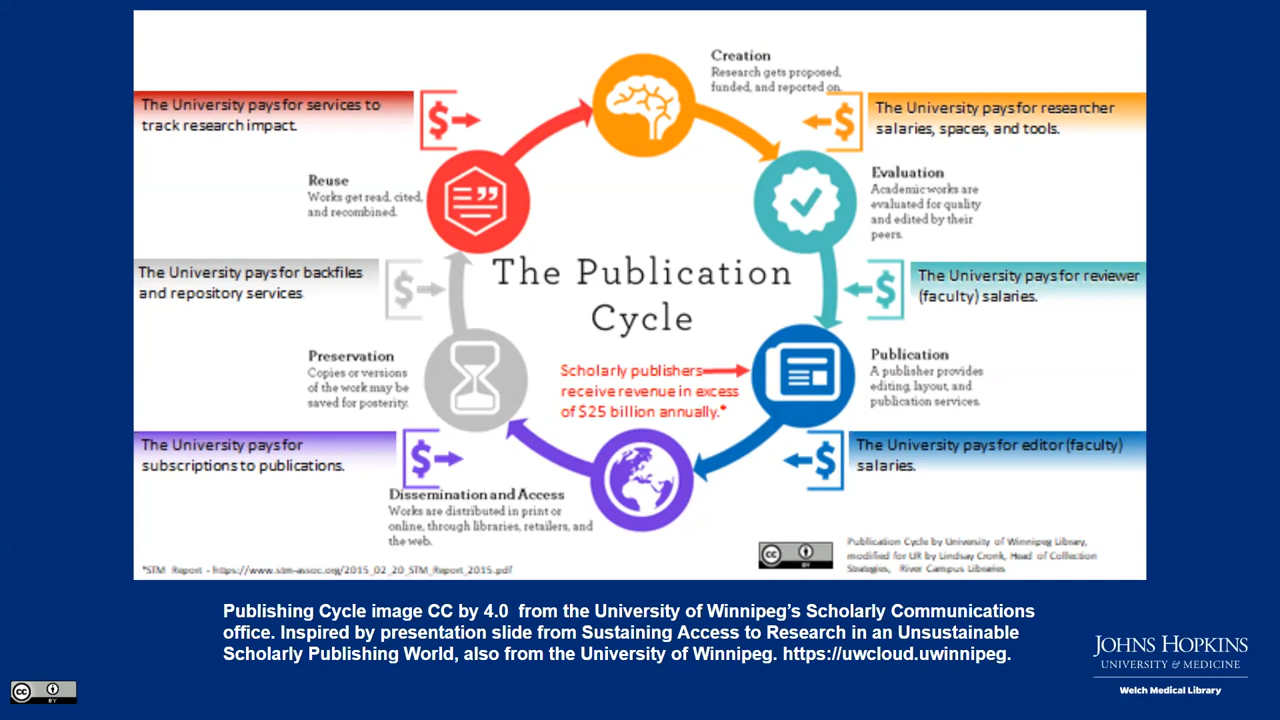 Creation
Research gets proposed,
funded, and reported on.
The University pays for services to
track research impact.
$
$
The University pays for researcher
salaries, spaces, and tools.
Reuse
Works get read, cited,
and recombined.
Evaluation
Academic works are
evaluated for quality
and edited by their
peers.
The Publication
Cycle
The University pays for backfiles
and repository services
$
$
The University pays for reviewer
(faculty) salaries.
Preservation
Copies or versions
of the work may be
saved for posterity.
Scholarly publishers
receive revenue in excess
of $25 billion annually.*
Publication
A publisher provides
editing, layout, and
publication services.
The University pays for
subscriptions to publications.
$
$
The University pays for editor (faculty)
salaries.
Dissemination and Access
Works are distributed in print or
online, through libraries, retailers, and
the web.
cc BY
Publication Cycle by University of Winnipeg Library,
modified for UR by Lindsay Cronk, Head of Collection
Strategies, River Campus Libraries
*STM Report - https://www.stm-assoc.org/2015_02_20_STM_Report_2015.pdf
Publishing Cycle image CC by 4.0 from the University of Winnipeg's Scholarly Communications
office. Inspired by presentation slide from Sustaining Access to Research in an Unsustainable
Scholarly Publishing World, also from the University of Winnipeg. https://uwcloud.uwinnipeg.
JOHNS HOPKINS
UNIVERSITY & MEDICINE
Welch Medical Library
cc BY